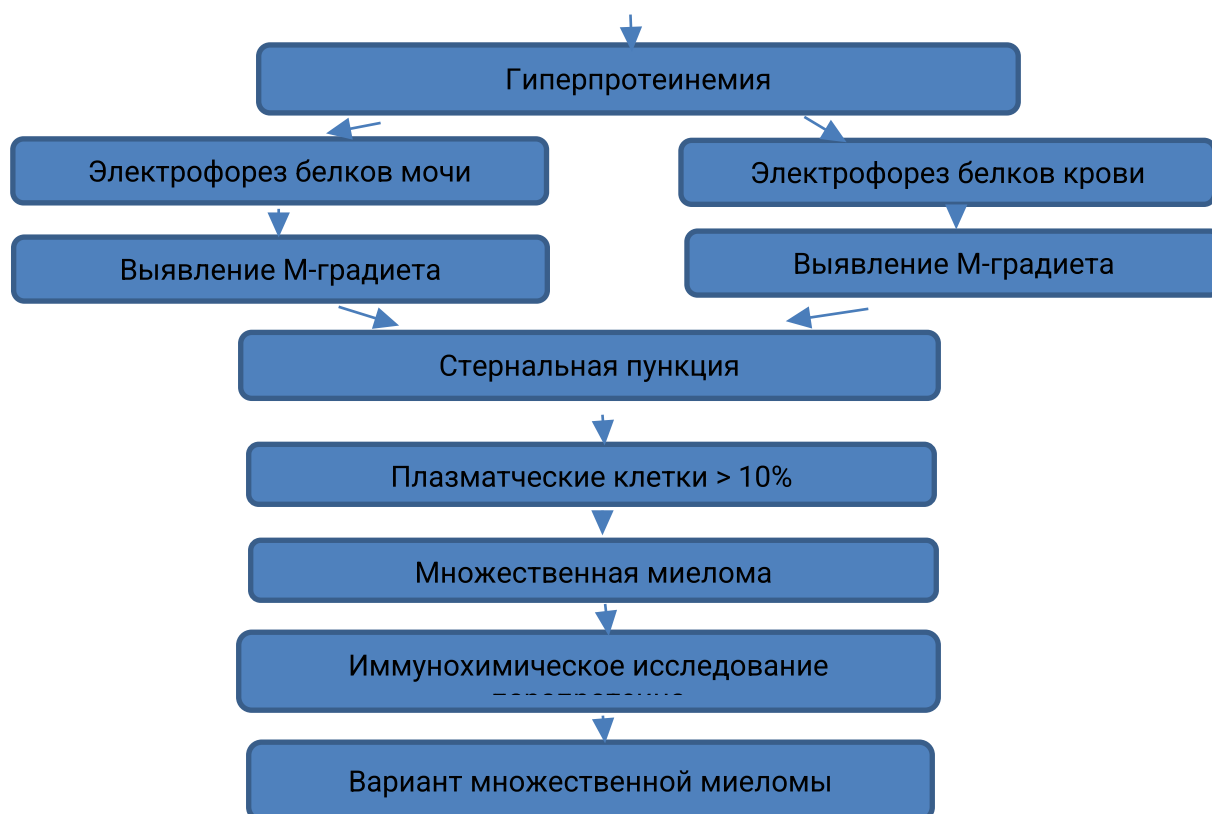 Гиперпротеинемия
Электрофорез белков мочи
Электрофорез белков крови
Выявление М-градиета
Выявление М-градиета
Стернальная пункция
Плазматческие клетки > 10%
Множественная миелома
Иммунохимическое исследование
Вариант множественной миеломы